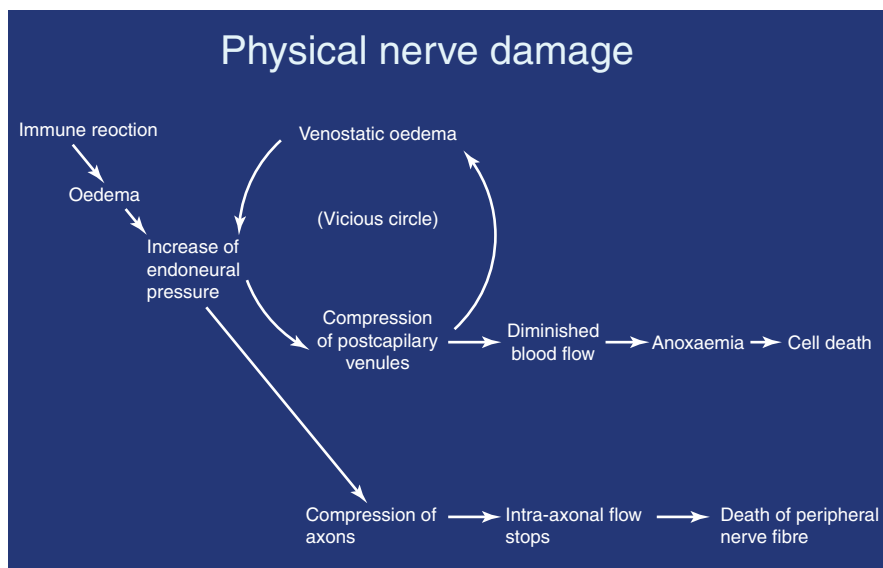 Physical nerve damage
Immune reoction
Venostatic oedema
Oedema
(Vicious circle)
Increase of
endoneural
pressure
Compression
of postcapilary
venules
Diminished
blood flow
Anoxaemia
Cell death
Compression of
axons
Intra-axonal flow
stops
Death of peripheral
nerve fibre